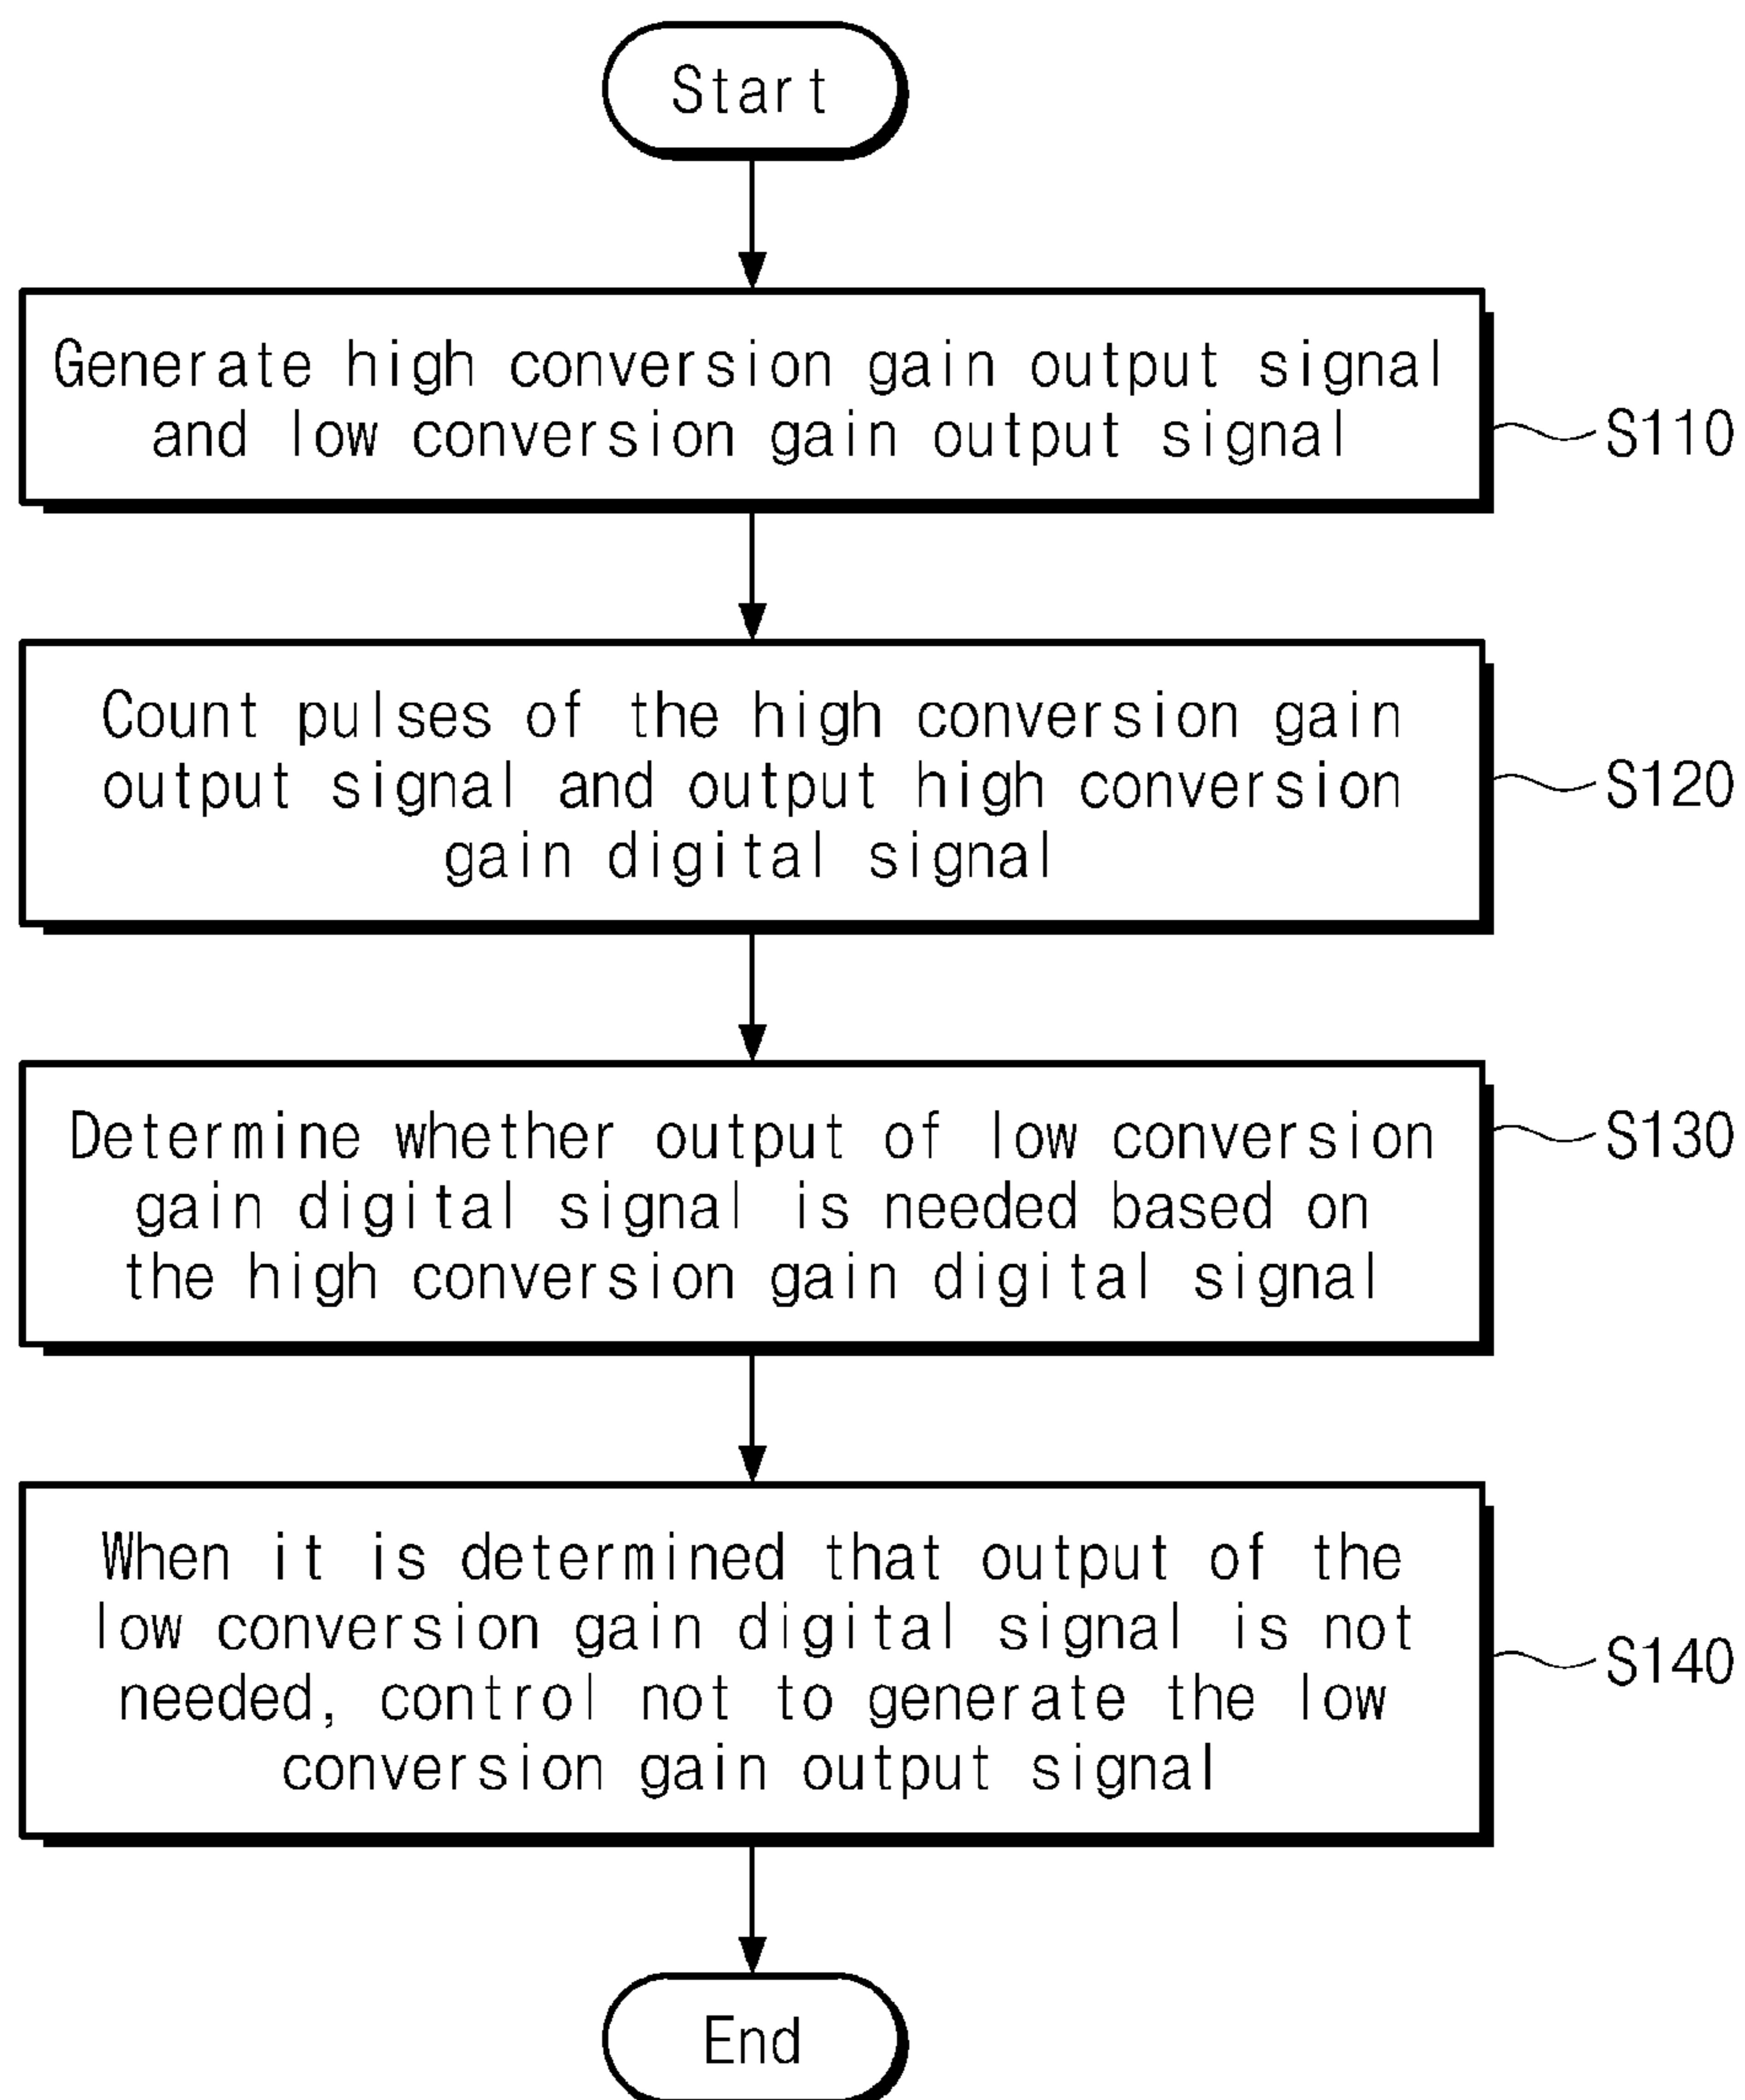 Start
Generate high conversion gain output signal
and low conversion gain output signal
S110
Count pulses of the high conversion gain
output signal and output high conversion
gain digital signal
S120
Determine whether output of low conversion
gain digital signal is needed based on
the high conversion gain digital signal
S130
When it is determined that output of the
low conversion gain digital signal is not
needed, control not to generate the low
conversion gain output signal
S140
End